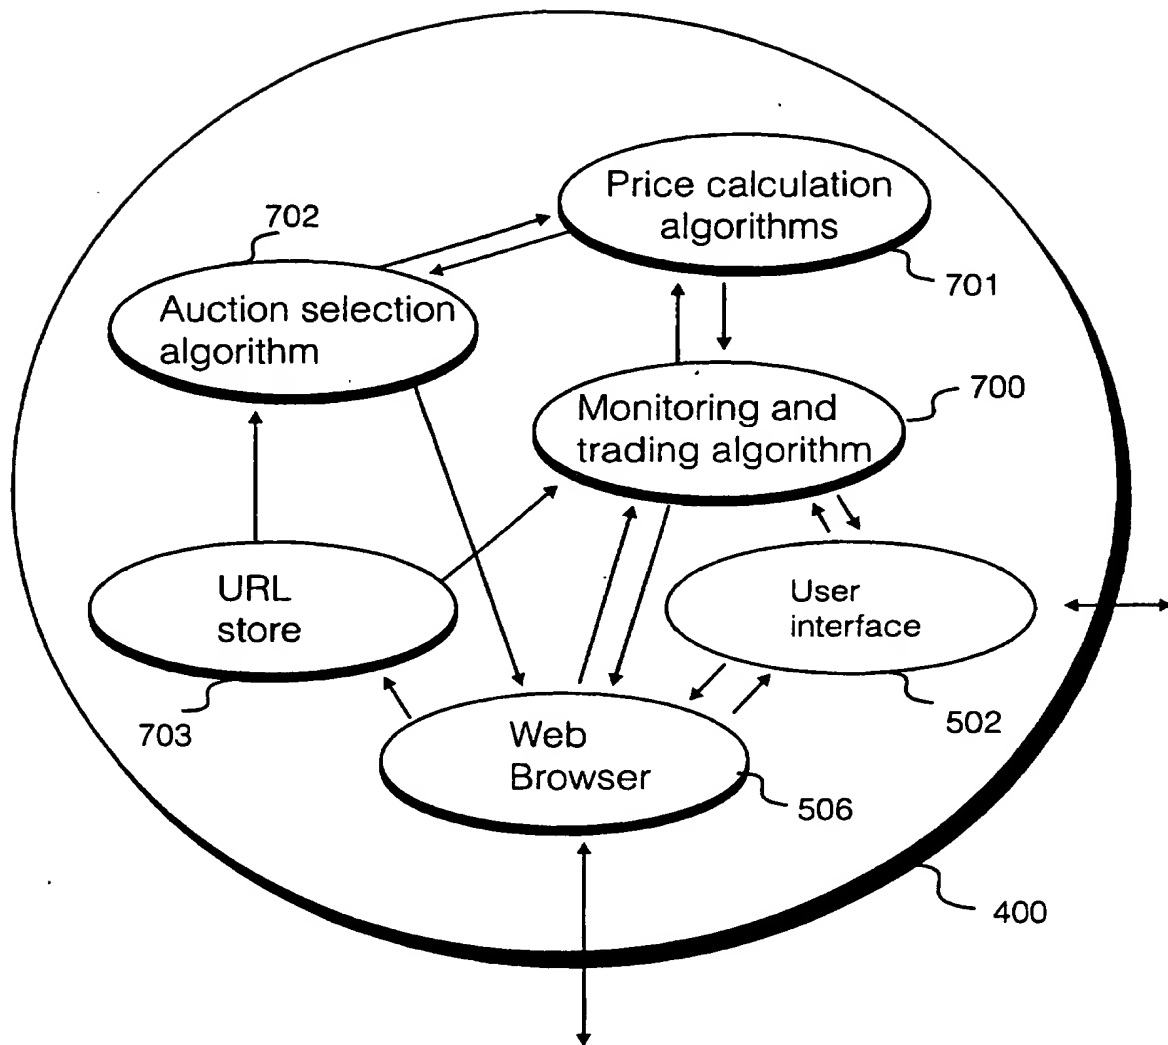 Price calculation
algorithms
701
702
Auction selection
algorithm
Monitoring and
trading algorithm
700
URL
store
703
User
interface
502
Web
Browser
506
400